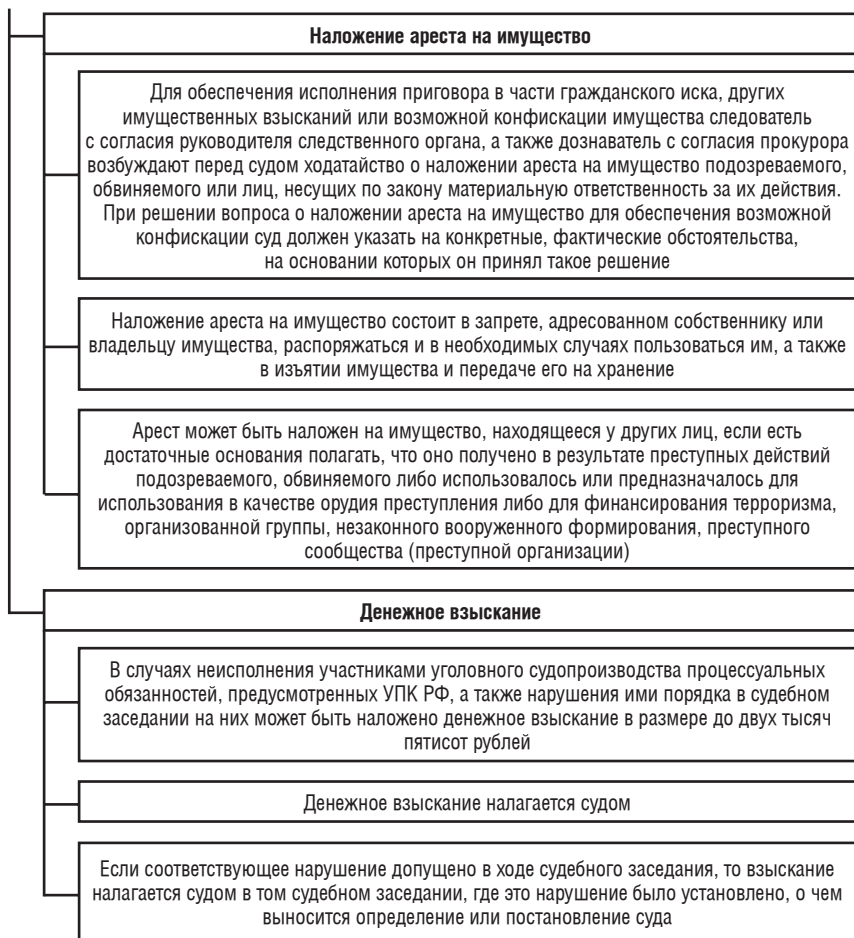 Наложение ареста на имущество
Для обеспечения исполнения приговора в части гражданского иска, других
имущественных взысканий или возможной конфискации имущества следователь
с согласия руководителя следственного органа, а также дознаватель с согласия прокурора
возбуждают перед судом ходатайство о наложении ареста на имущество подозреваемого,
обвиняемого или лиц, несущих по закону материальную ответственность за их действия.
При решении вопроса о наложении ареста на имущество для обеспечения возможной
конфискации суд должен указать на конкретные, фактические обстоятельства,
на основании которых он принял такое решение
Наложение ареста на имущество состоит в запрете, адресованном собственнику или
владельцу имущества, распоряжаться и в необходимых случаях пользоваться им, а также
в изъятии имущества и передаче его на хранение
Арест может быть наложен на имущество, находящееся у других лиц, если есть
достаточные основания полагать, что оно получено в результате преступных действий
подозреваемого, обвиняемого либо использовалось или предназначалось для
использования в качестве орудия преступления либо для финансирования терроризма,
организованной группы, незаконного вооруженного формирования, преступного
сообщества (преступной организации)
Денежное взыскание
В случаях неисполнения участниками уголовного судопроизводства процессуальных
обязанностей, предусмотренных УПК РФ, а также нарушения ими порядка в судебном
заседании на них может быть наложено денежное взыскание в размере до двух тысяч
пятисот рублей
Денежное взыскание налагается судом
Если соответствующее нарушение допущено в ходе судебного заседания, то взыскание
налагается судом в том судебном заседании, где это нарушение было установлено, о чем
выносится определение или постановление суда